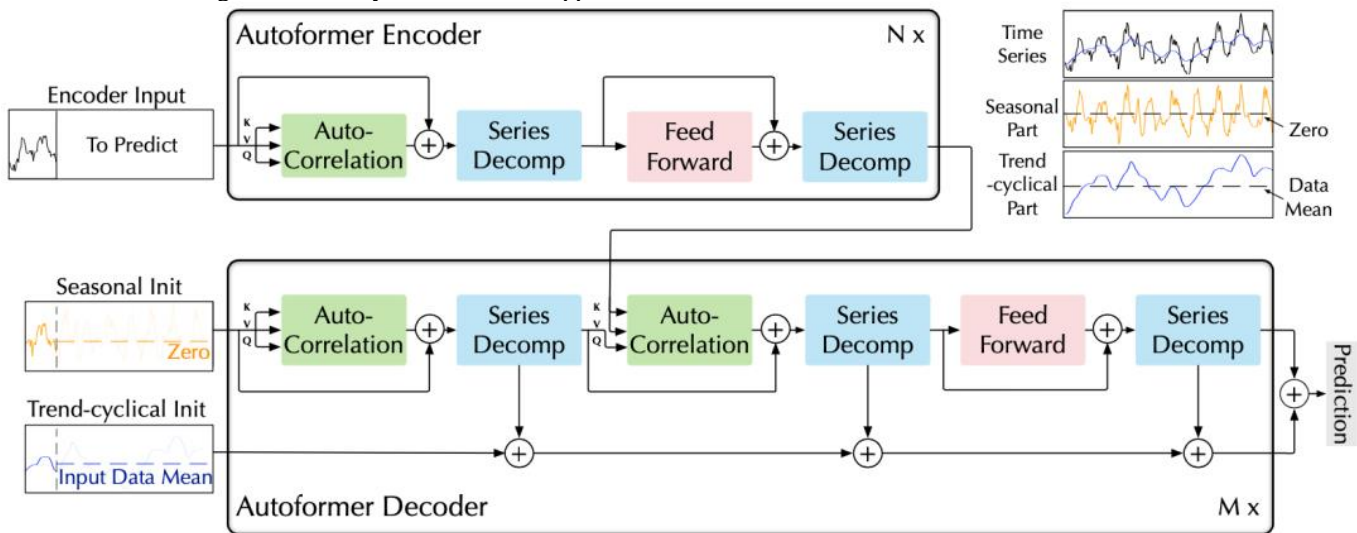 Autoformer Encoder
N x
Encoder Input
To Predict
K
V
Q
Auto-
Correlation
+
Series
Decomp
Feed
Forward
+
Series
Decomp
Time
Series
Seasonal
Part
Zero
Trend
-cyclical
Part
Data
Mean
Seasonal Init
Zero
K
V
Q
Auto-
Correlation
+
Series
Decomp
K
V
Q
Auto-
Correlation
+
Series
Decomp
Feed
Forward
+
Series
Decomp
+
Prediction
Trend-cyclical Init
Input Data Mean
+
+
+
Autoformer Decoder
M x